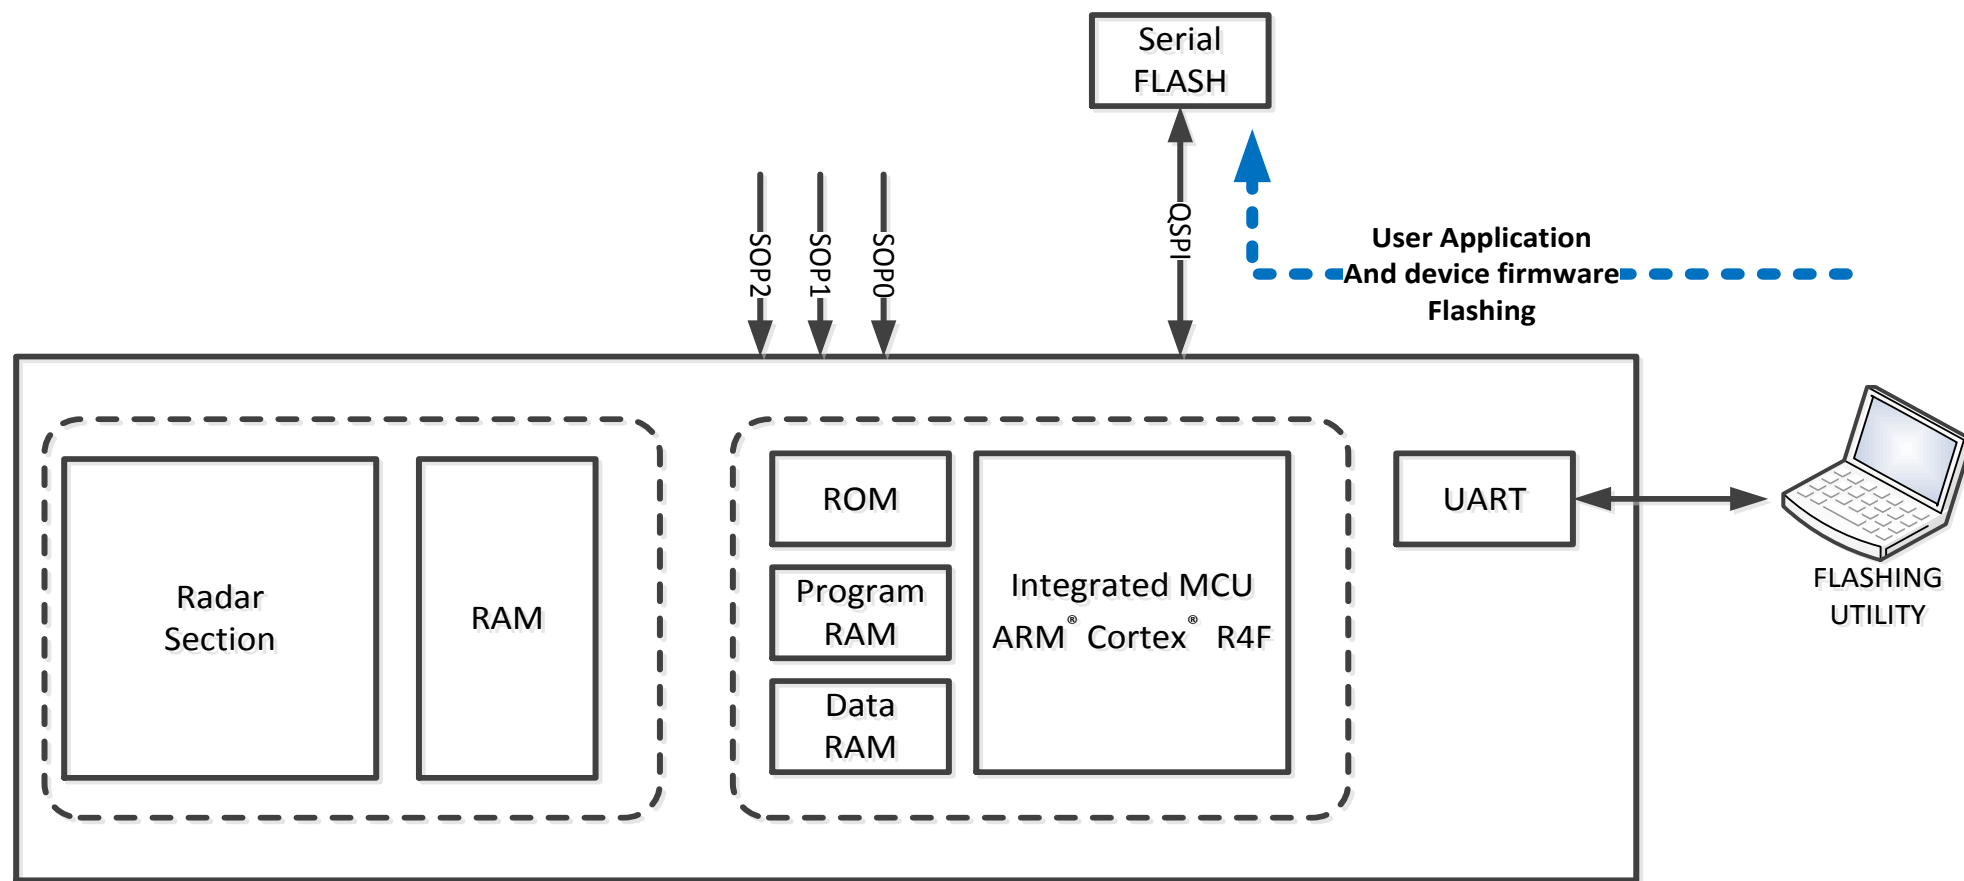 Serial
FLASH
SOP2
SOP1
SOP0
QSPI
User Application
And device firmware
Flashing
Radar
Section
RAM
ROM
Program
RAM
Data
RAM
Integrated MCU
ARM® Cortex® R4F
UART
FLASHING
UTILITY